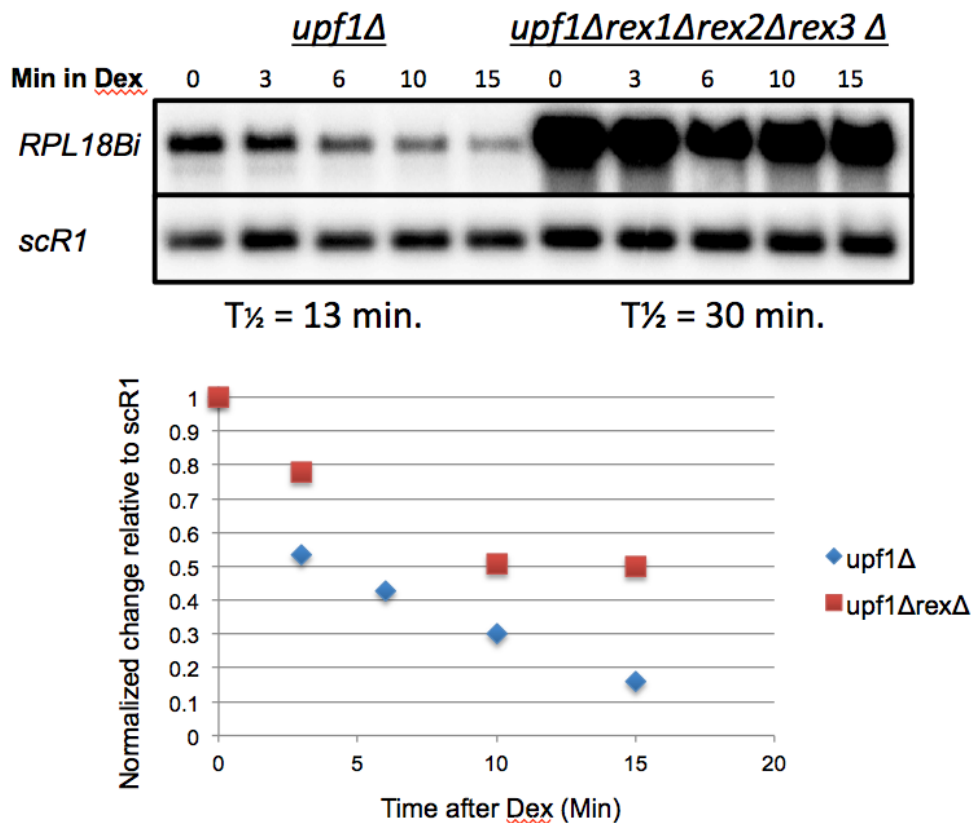 upf1Δ upf1Δrex1Δrex2Δrex3 Δ
Min in Dex 0 3 6 10 15 0 3 6 10 15
RPL18Bi
scR1
T½ = 13 min. T½ = 30 min.
Normalized change relative to scR1
1
0.9
0.8
0.7
0.6
0.5
0.4
0.3
0.2
0.1
0
0 5 10 15 20
Time after Dex (Min)
upf1Δ
upf1ΔrexΔ